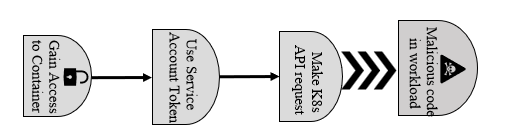 Gain Access
to Container
Use Service
Account Token
Make K8s
API request
Malicious code
in workload